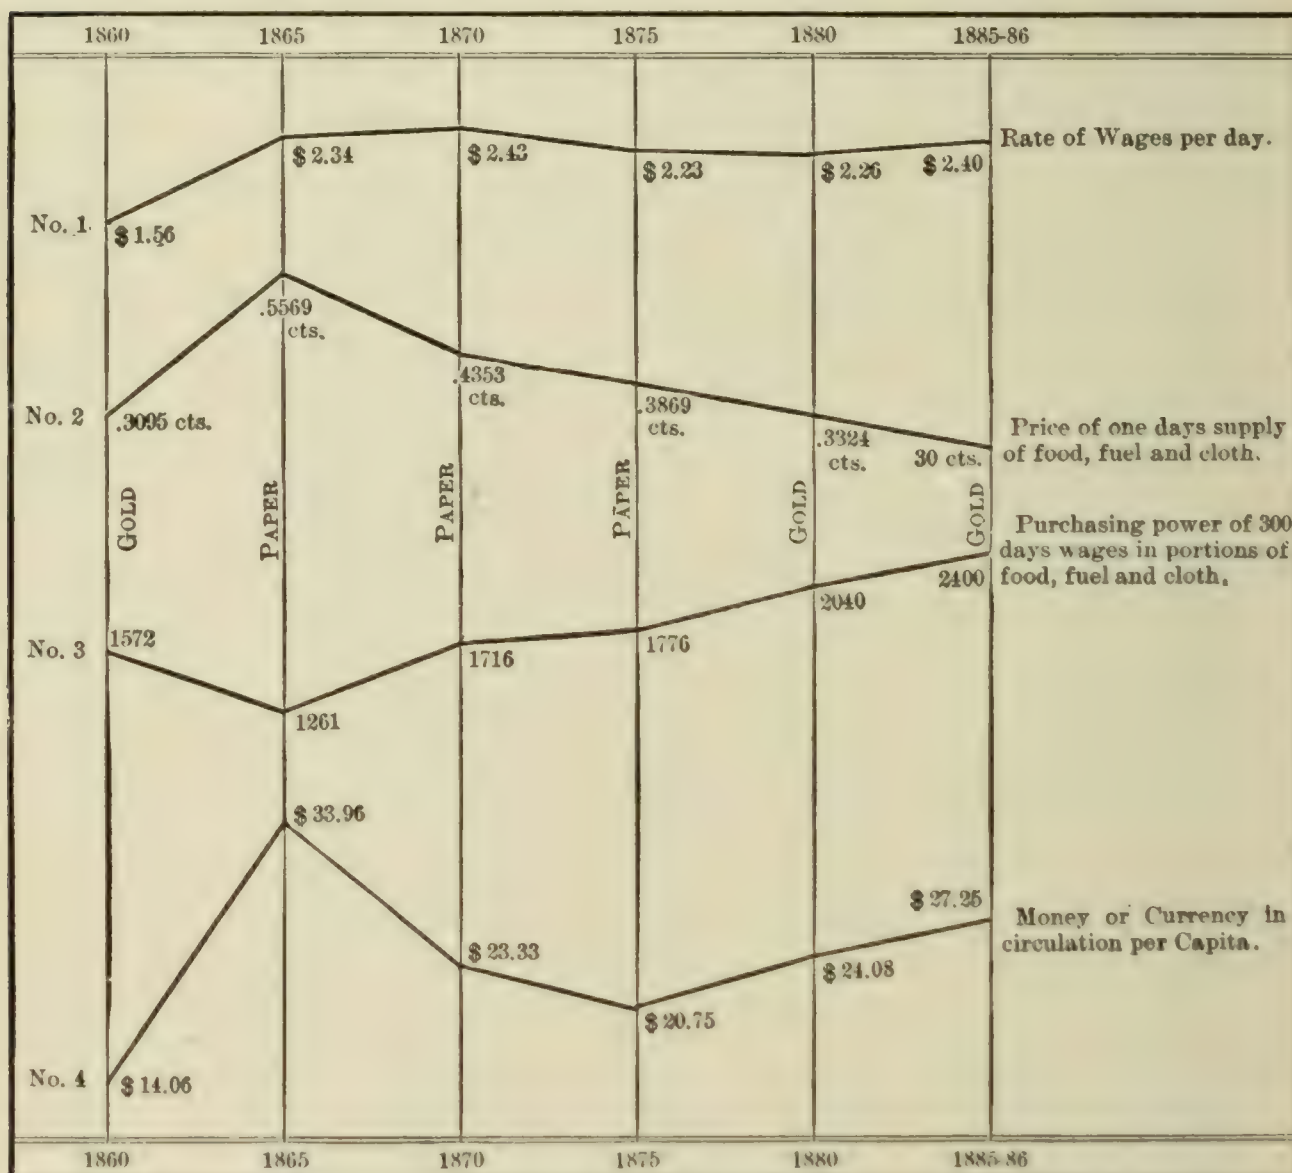 1860 1865 1870 1875 1880 1885-86
Rate of Wages per day.
$2.34 $2.43 $2.23 $2.26 $2.40
No. 1.
$1.56
.5569
cts.
.4353
cts.
.3869
cts.
No. 2
.3095 cts.
.3324
cts.
30 cts.
Price of one days supply
of food, fuel and cloth.
GOLD PAPER PAPER PAPER GOLD GOLD
Purchasing power of 300
days wages in portions of
food, fuel and cloth.
No. 3
1572
1261
1716
1776
2040
2400
$33.96
$23.33
$20.75
$24.08
$27.25
Money or Currency in
circulation per Capita.
No. 4
$14.06
1860 1865 1870 1875 1880 1885-86